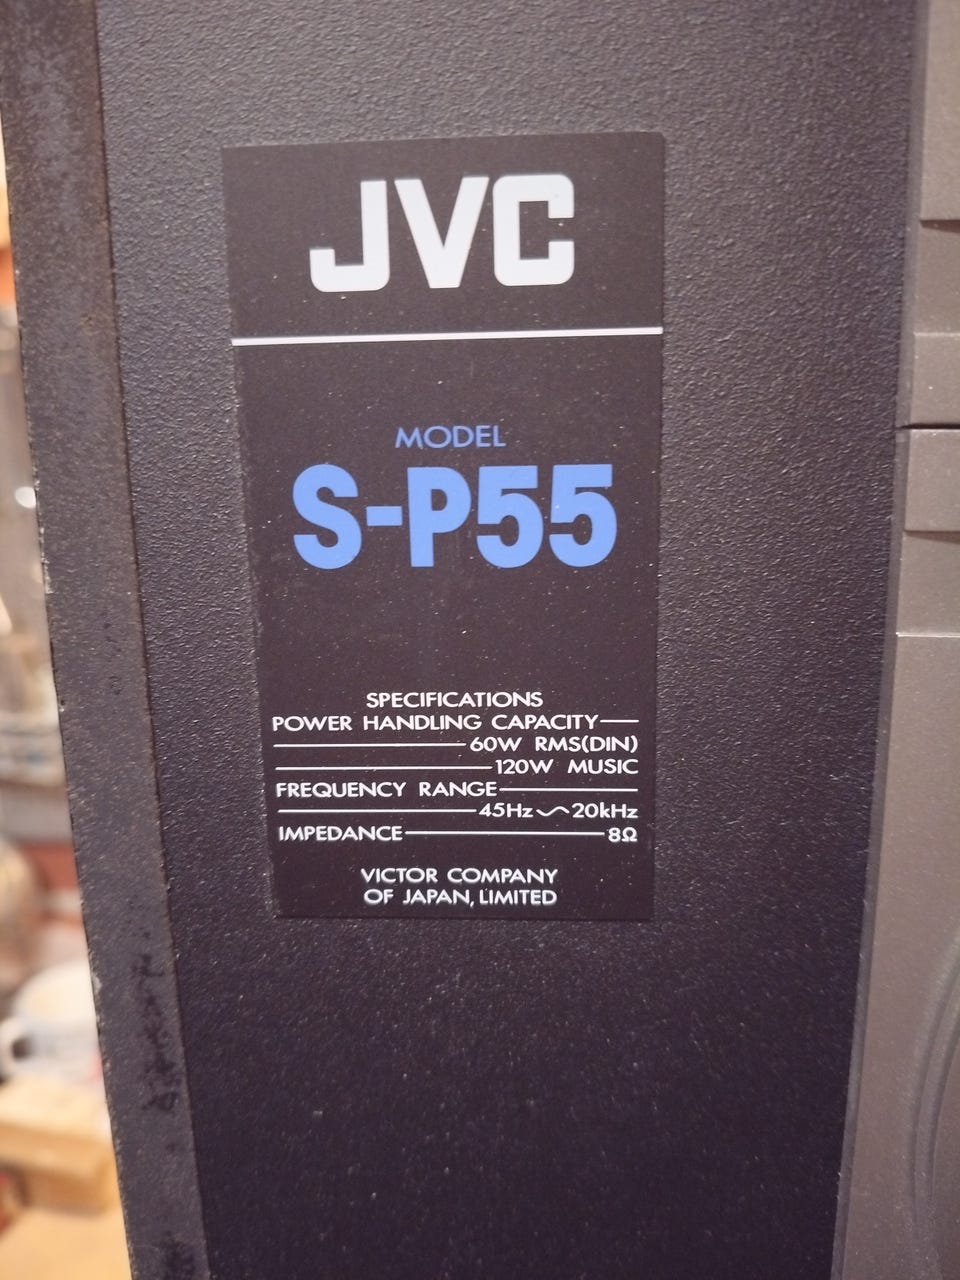 JVC
MODEL
S-P55
SPECIFICATIONS
POWER HANDLING CAPACITY
60W RMS(DIN)
120W MUSIC
FREQUENCY RANGE
45Hz〜20kHz
IMPEDANCE 8Ω
VICTOR COMPANY
OF JAPAN, LIMITED